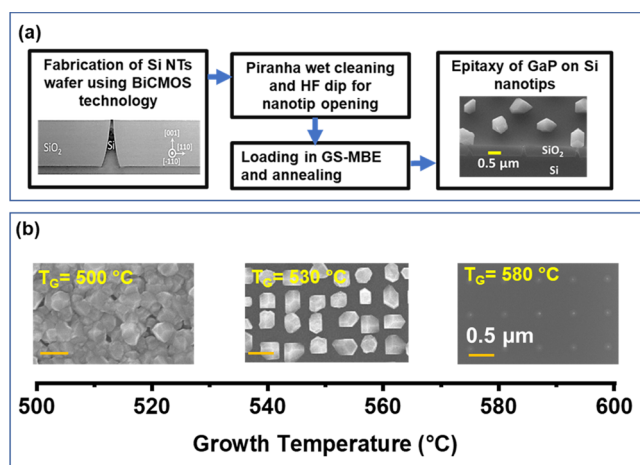 (a)
Fabrication of Si NTs
wafer using BiCMOS
technology
SiO2
Si
[001]
[110]
[-110]
Piranha wet cleaning
and HF dip for
nanotip opening
Loading in GS-MBE
and annealing
Epitaxy of GaP on Si
nanotips
0.5 µm
SiO2
Si
(b)
TG= 500 °C
TG= 530 °C
TG= 580 °C
0.5 µm
500
520
540
560
580
600
Growth Temperature (°C)